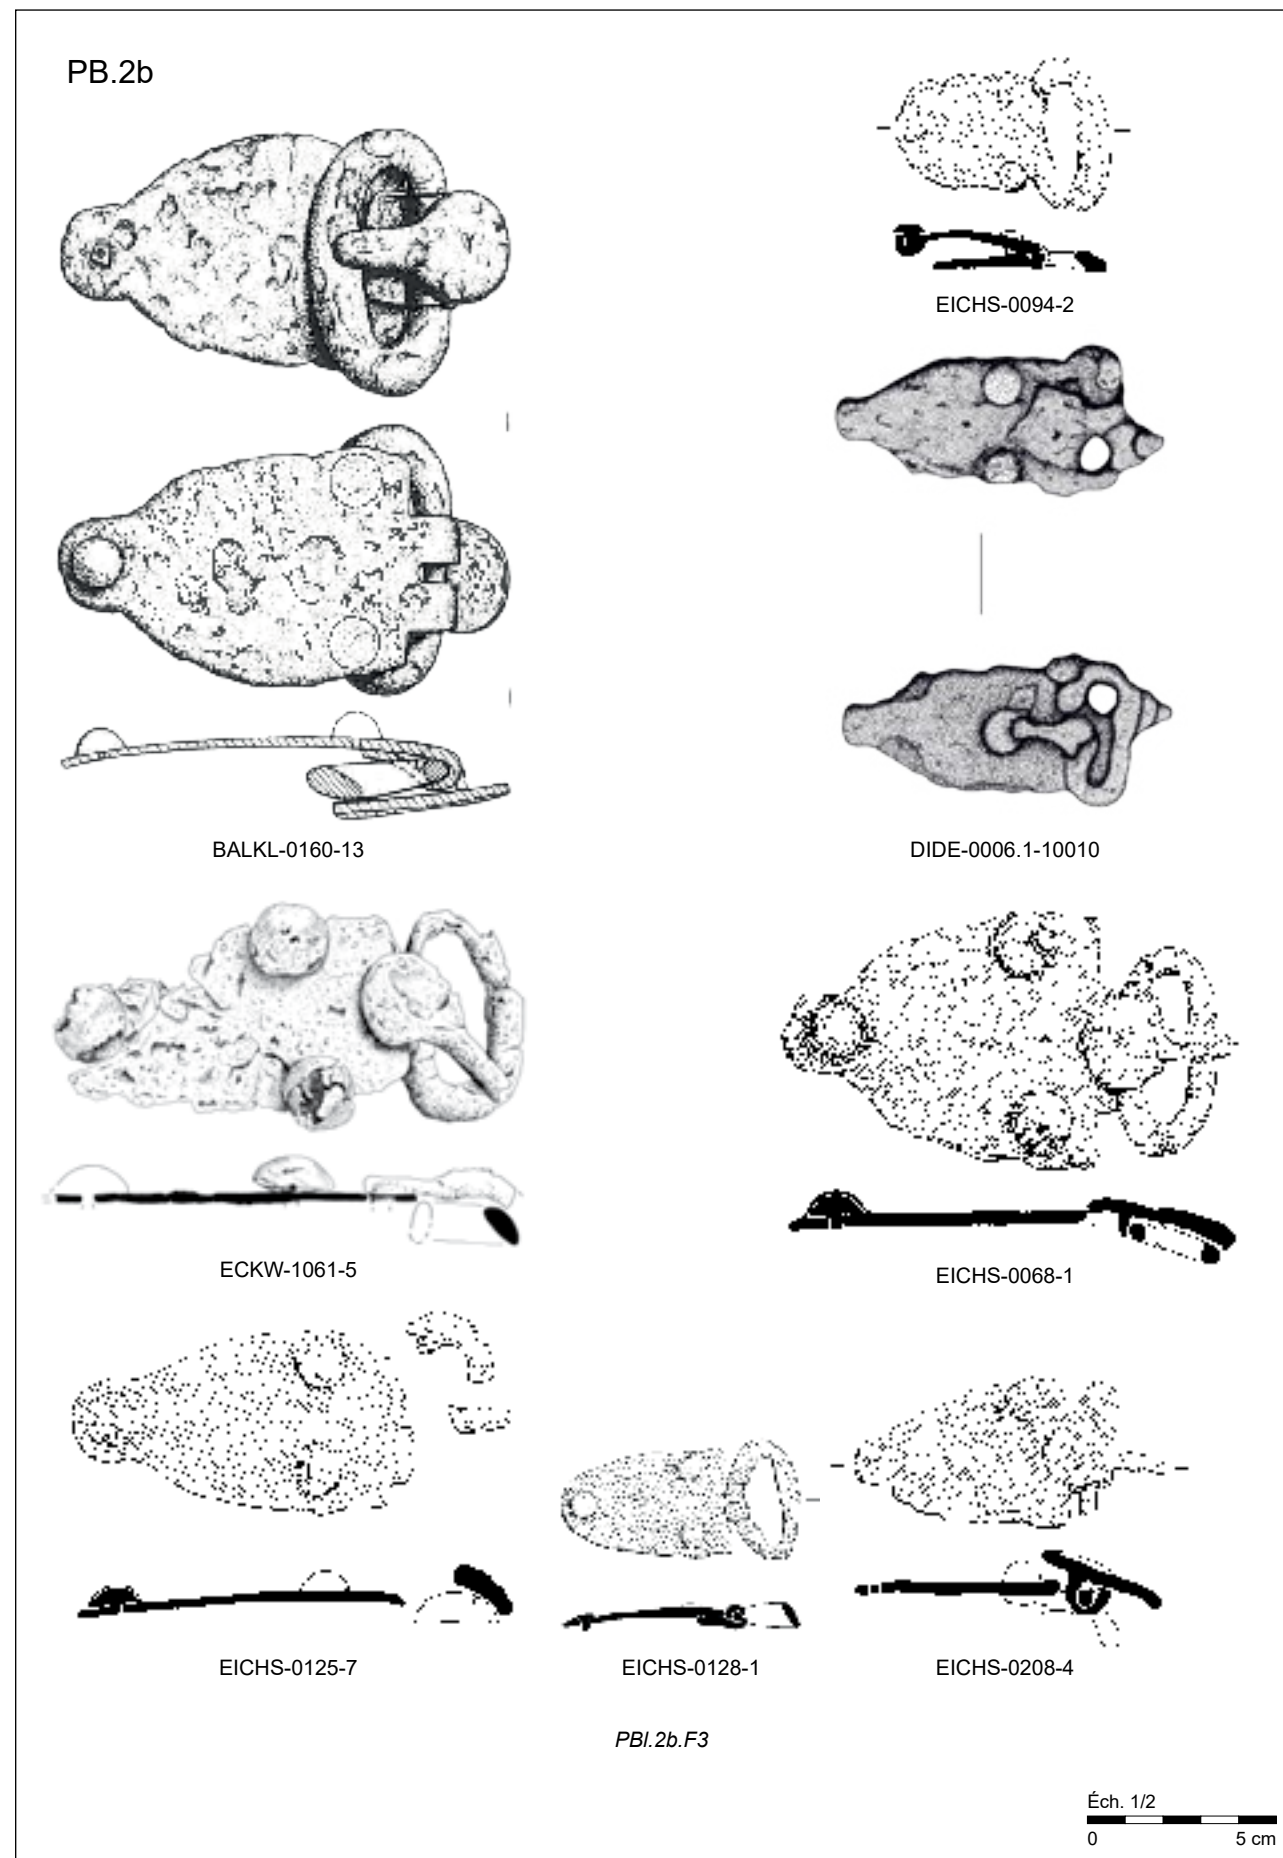 PB.2b
EICHS-0094-2
BALKL-0160-13
DIDE-0006.1-10010
ECKW-1061-5
EICHS-0068-1
EICHS-0125-7
EICHS-0128-1
EICHS-0208-4
PBl.2b.F3
Éch. 1/2
0 5 cm